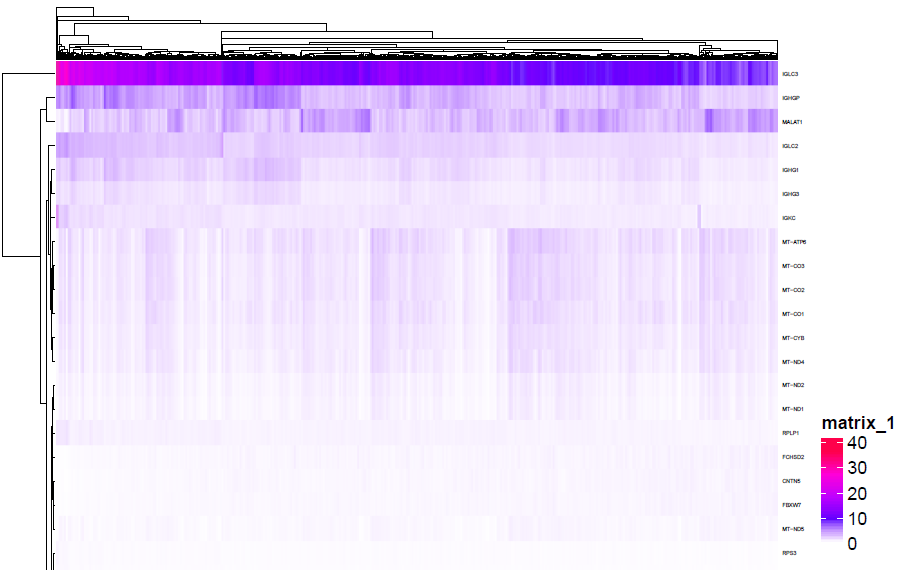 IGLC3
IGHGP
MALAT1
IGLC2
IGHG1
IGHG3
IGKC
MT-ATP6
MT-CO3
MT-CO2
MT-CO1
MT-CYB
MT-ND4
MT-ND2
MT-ND1
RPLP1
FCHSD2
CNTN5
FBXW7
MT-ND5
RPS3
matrix_1
40
30
20
10
0